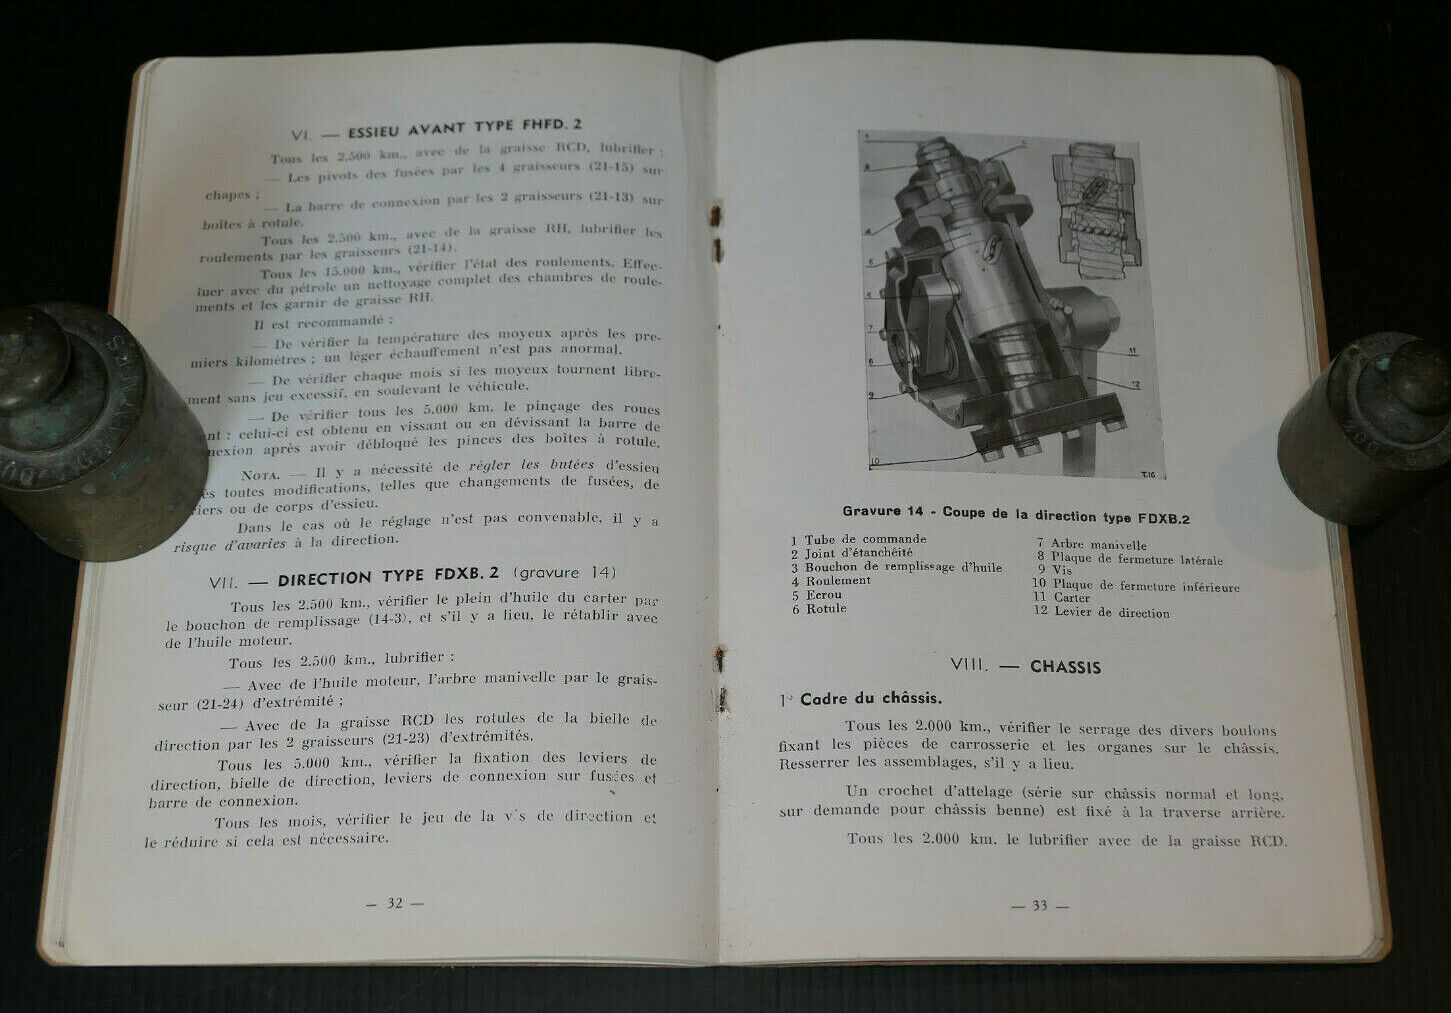 VI. — ESSIEU AVANT TYPE FHFD. 2
Tous les 2.500 km., avec de la graisse RCD, lubrifier :
— Les pivots des fusées par les 4 graisseurs (21-15) sur
chapes ;
— La barre de connexion par les 2 graisseurs (21-13) sur
boîtes à rotule.
Tous les 2.500 km., avec de la graisse RH, lubrifier les
roulements par les graisseurs (21-14).
Tous les 15.000 km., vérifier l'état des roulements. Effec-
tuer avec du pétrole un nettoyage complet des chambres de roule-
ments et les garnir de graisse RH.
Il est recommandé :
— De vérifier la température des moyeux après les pre-
miers kilomètres ; un léger échauffement n'est pas anormal.
— De vérifier chaque mois si les moyeux tournent libre-
ment sans jeu excessif, en soulevant le véhicule.
— De vérifier tous les 5.000 km. le pinçage des roues
: celui-ci est obtenu en vissant ou en dévissant la barre de
nexion après avoir débloqué les pinces des boîtes à rotule.
NOTA. — Il y a nécessité de régler les butées d'essieu
toutes modifications, telles que changements de fusées, de
iers ou de corps d'essieu.
Dans le cas où le réglage n'est pas convenable, il y a
risque d'avaries à la direction.
VII. — DIRECTION TYPE FDXB. 2 (gravure 14)
Tous les 2.500 km., vérifier le plein d'huile du carter par
le bouchon de remplissage (14-3), et s'il y a lieu, le rétablir avec
de l'huile moteur.
Tous les 2.500 km., lubrifier :
— Avec de l'huile moteur, l'arbre manivelle par le grais-
seur (21-24) d'extrémité ;
— Avec de la graisse RCD les rotules de la bielle de
direction par les 2 graisseurs (21-23) d'extrémités.
Tous les 5.000 km., vérifier la fixation des leviers de
direction, bielle de direction, leviers de connexion sur fusées et
barre de connexion.
Tous les mois, vérifier le jeu de la vis de direction et
le réduire si cela est nécessaire.
— 32 —
1
2
3
4
5
6
7
8
9
10
11
12
T.16
Gravure 14 - Coupe de la direction type FDXB.2
1 Tube de commande
2 Joint d'étanchéité
3 Bouchon de remplissage d'huile
4 Roulement
5 Ecrou
6 Rotule
7 Arbre manivelle
8 Plaque de fermeture latérale
9 Vis
10 Plaque de fermeture inférieure
11 Carter
12 Levier de direction
VIII. — CHASSIS
1° Cadre du châssis.
Tous les 2.000 km., vérifier le serrage des divers boulons
fixant les pièces de carrosserie et les organes sur le châssis.
Resserrer les assemblages, s'il y a lieu.
Un crochet d'attelage (série sur châssis normal et long,
sur demande pour châssis benne) est fixé à la traverse arrière.
Tous les 2.000 km. le lubrifier avec de la graisse RCD.
— 33 —